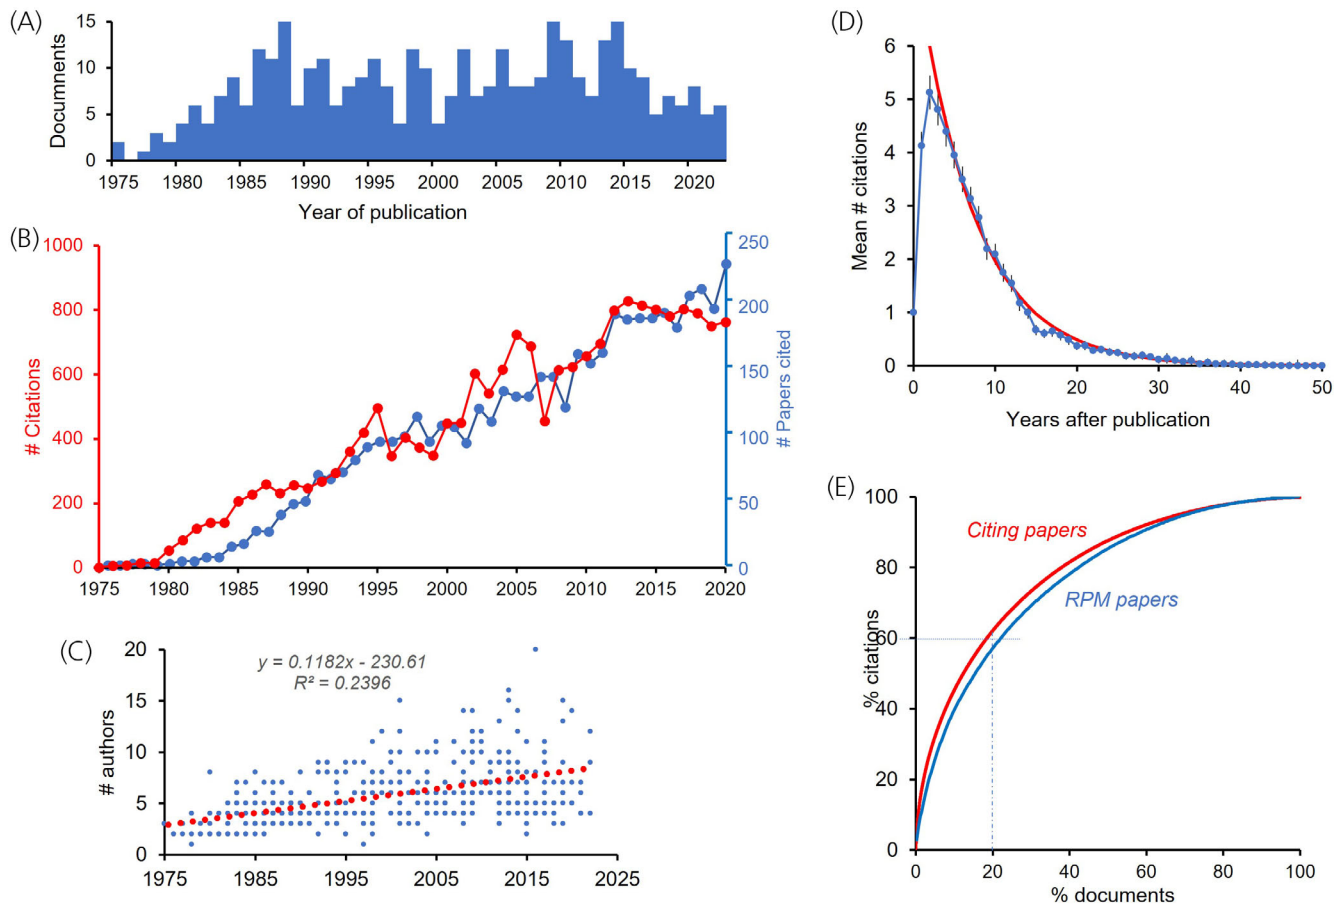 (A)
15
10
5
0
Documnents
1975 1980 1985 1990 1995 2000 2005 2010 2015 2020
Year of publication
(B)
1000
800
600
400
200
0
# Citations
250
200
150
100
50
0
# Papers cited
1975 1980 1985 1990 1995 2000 2005 2010 2015 2020
(C)
20
15
10
5
0
# authors
y = 0.1182x - 230.61
R² = 0.2396
1975 1985 1995 2005 2015 2025
(D)
6
5
4
3
2
1
0
Mean # citations
0 10 20 30 40 50
Years after publication
(E)
100
80
60
40
20
0
% citations
Citing papers
RPM papers
0 20 40 60 80 100
% documents